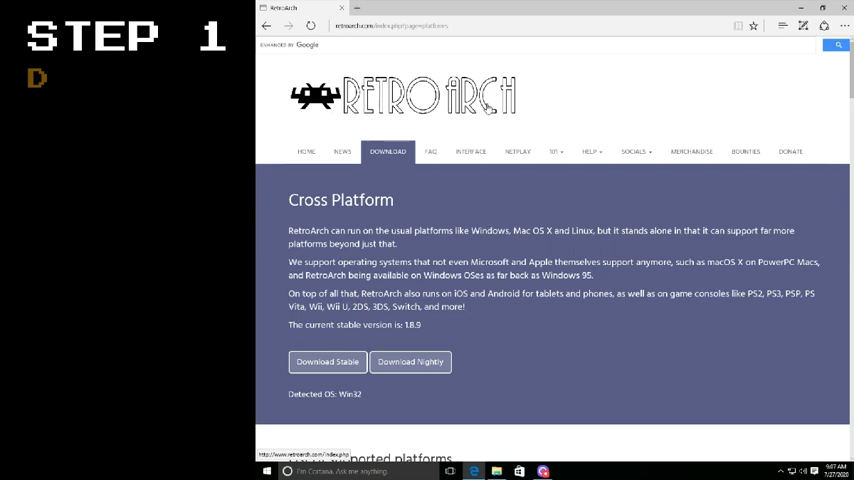 STEP 1
D
RetroArch
retroarch.com/index.php?page=platforms
ENHANCED BY Google
RETROARCH
HOME NEWS DOWNLOAD FAQ INTERFACE NETPLAY 101 HELP SOCIALS MERCHANDISE BOUNTIES DONATE
Cross Platform
RetroArch can run on the usual platforms like Windows, Mac OS X and Linux, but it stands alone in that it can support far more
platforms beyond just that.
We support operating systems that not even Microsoft and Apple themselves support anymore, such as macOS X on PowerPC Macs,
and RetroArch being available on Windows OSes as far back as Windows 95.
On top of all that, RetroArch also runs on iOS and Android for tablets and phones, as well as on game consoles like PS2, PS3, PSP, PS
Vita, Wii, Wii U, 2DS, 3DS, Switch, and more!
The current stable version is: 1.8.9
Download Stable Download Nightly
Detected OS: Win32
http://www.retroarch.com/index.php
supported platforms
I'm Cortana. Ask me anything.
9:07 AM
7/27/2020